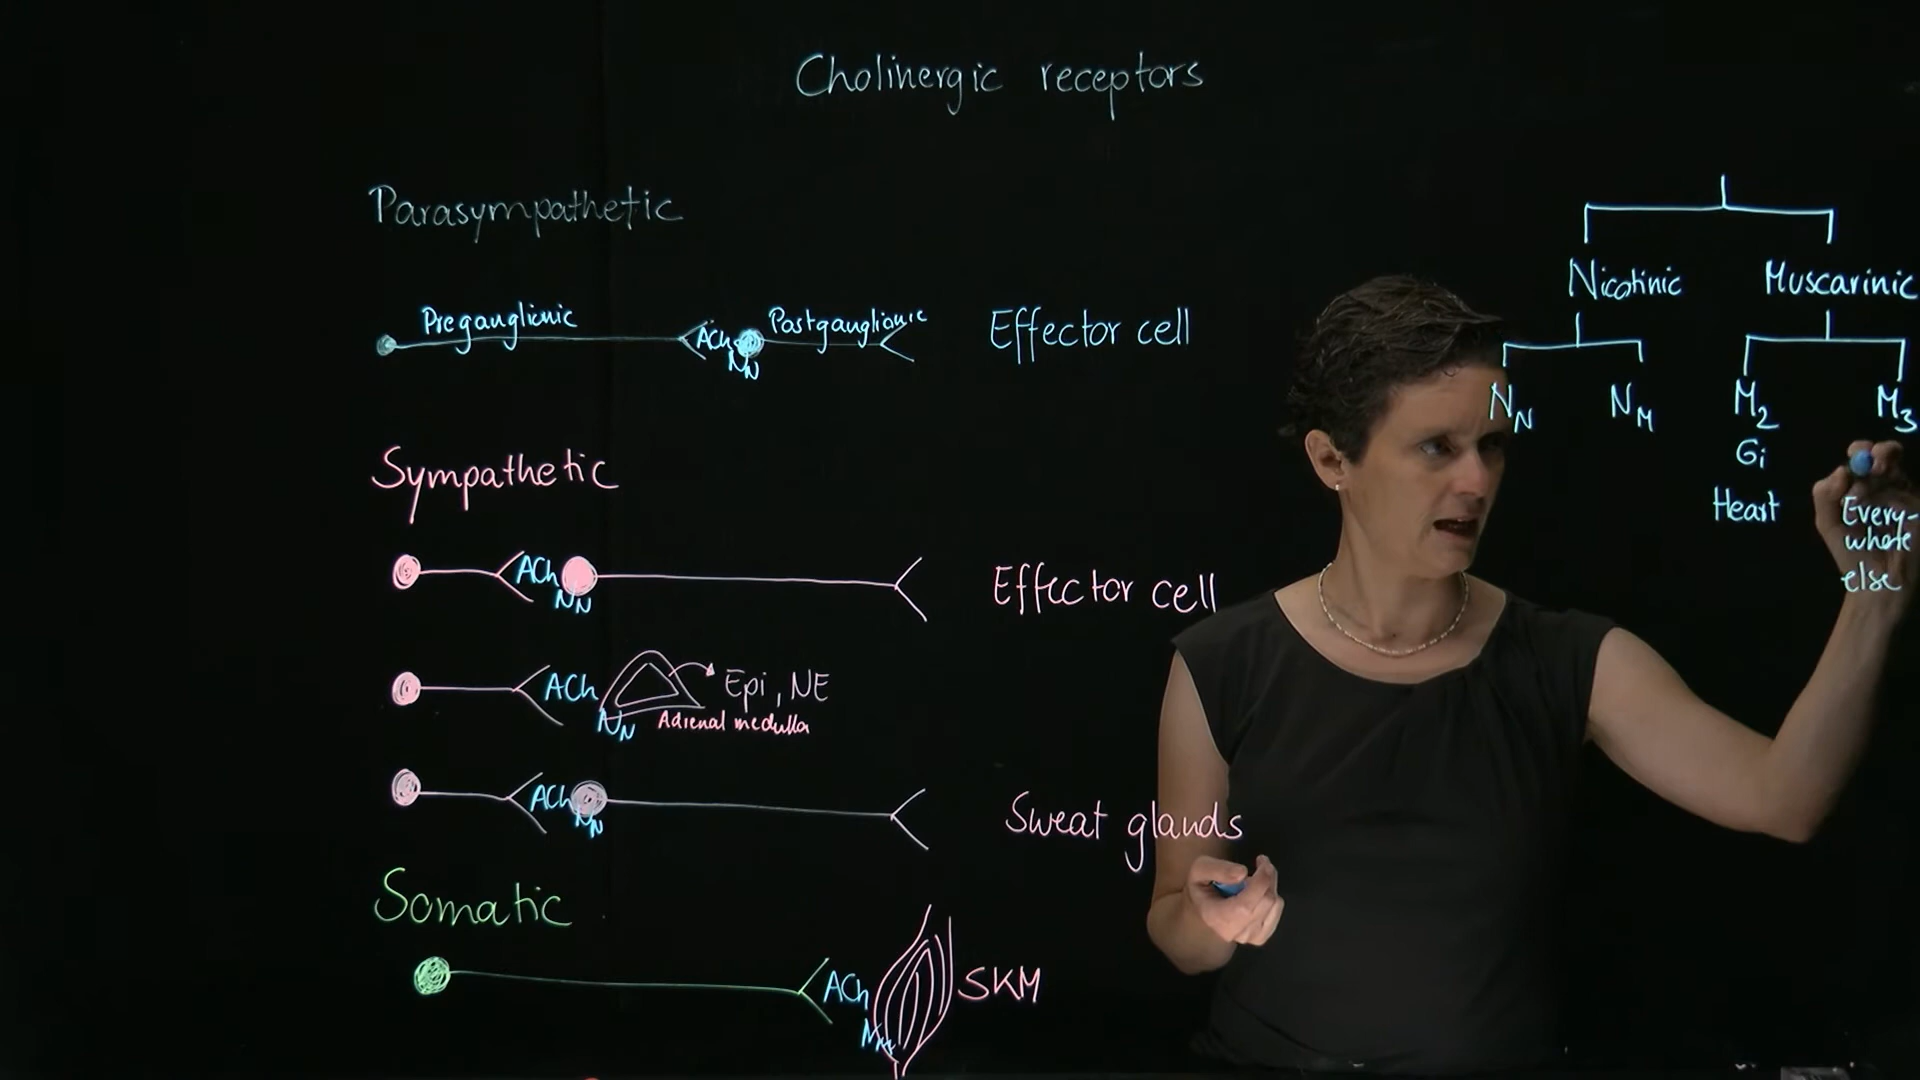 Cholinergic receptors
Parasympathetic
Preganglionic ACh Postganglionic Effector cell
NN
Sympathetic
ACh Effector cell
NN
ACh Epi, NE
NN Adrenal medulla
ACh Sweat glands
NN
Somatic
ACh SKM
NM
Nicotinic Muscarinic
NN NM M2 M3
Gi
Heart Every-
where
else